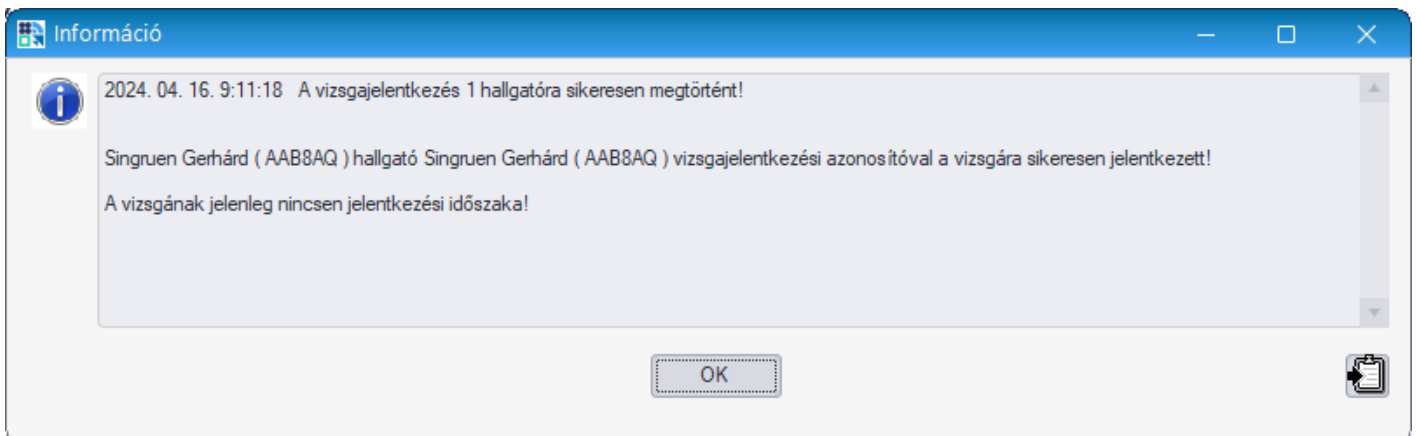 Információ
2024. 04. 16. 9:11:18 A vizsgajelentkezés 1 hallgatóra sikeresen megtörtént!
Singruen Gerhárd ( AAB8AQ ) hallgató Singruen Gerhárd ( AAB8AQ ) vizsgajelentkezési azonosítóval a vizsgára sikeresen jelentkezett!
A vizsgának jelenleg nincsen jelentkezési időszaka!
OK